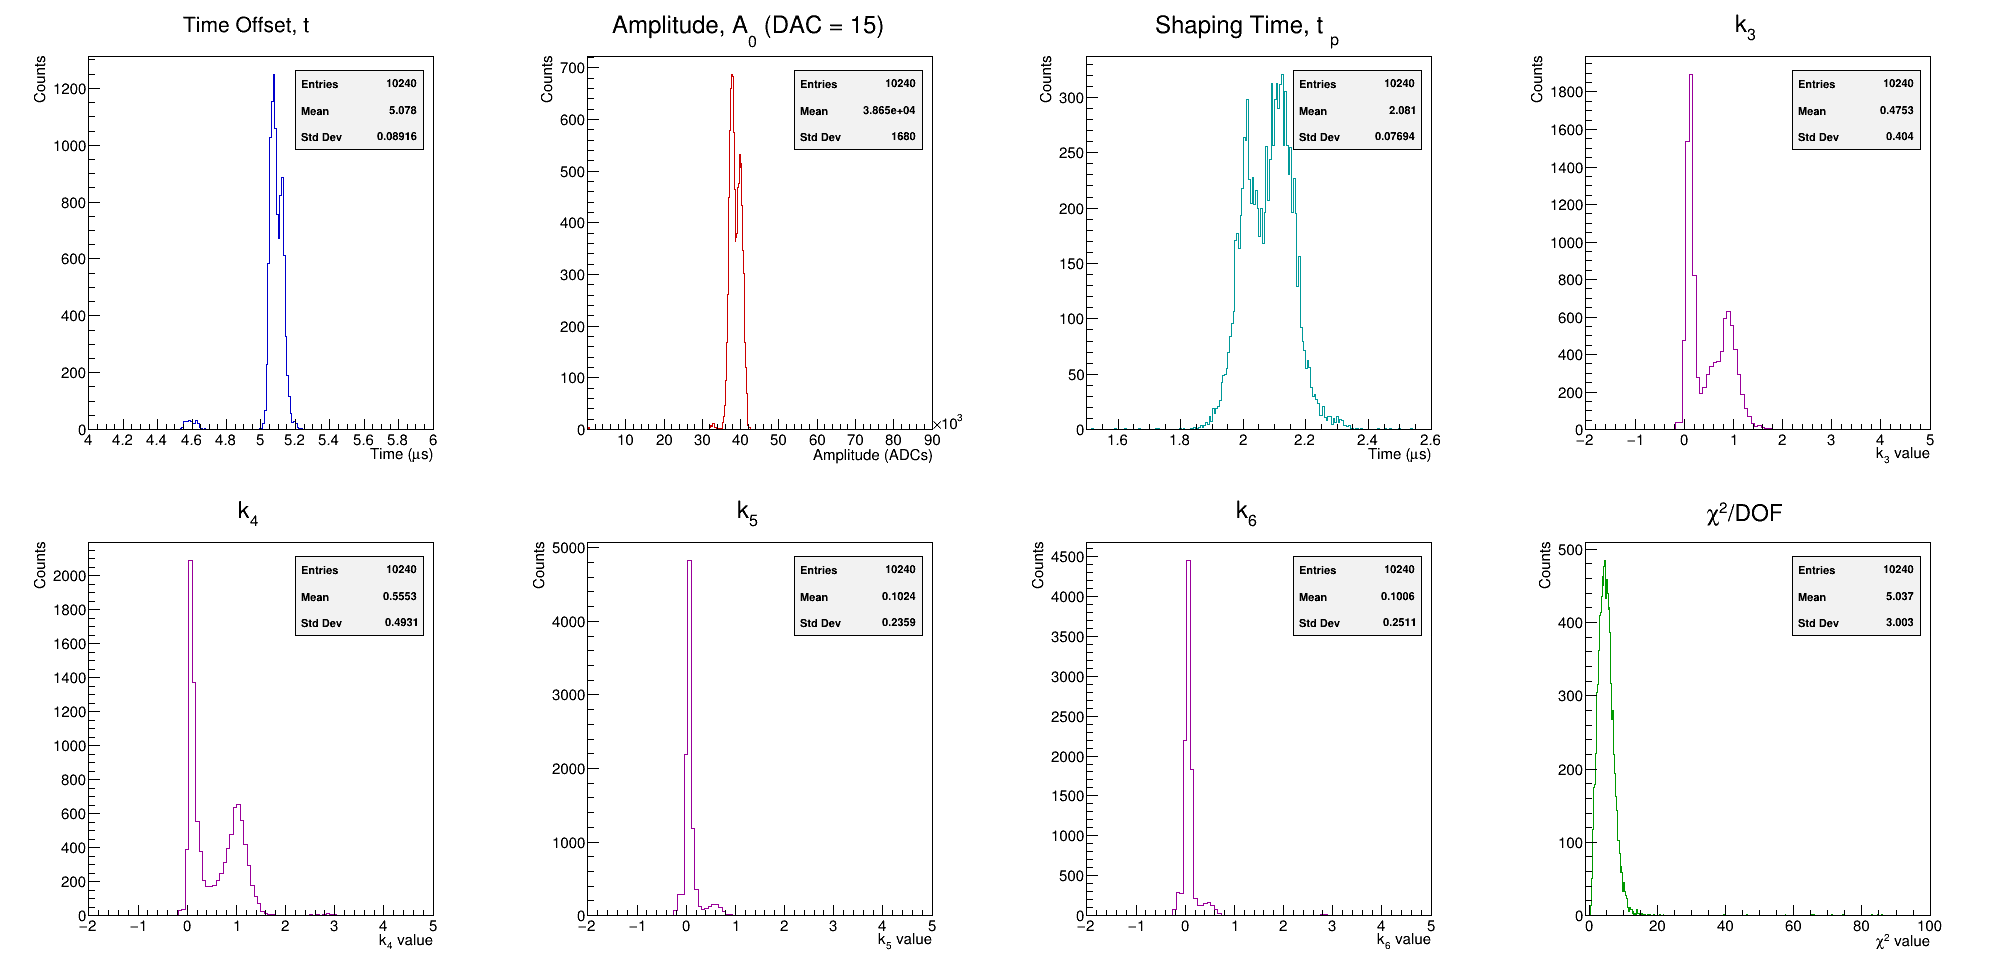 Time Offset, t
Counts
Entries 10240
Mean 5.078
Std Dev 0.08916
1200
1000
800
600
400
200
0
4 4.2 4.4 4.6 4.8 5 5.2 5.4 5.6 5.8 6
Time (μs)
Amplitude, A0 (DAC = 15)
Counts
Entries 10240
Mean 3.865e+04
Std Dev 1680
700
600
500
400
300
200
100
0
10 20 30 40 50 60 70 80 90
×10³
Amplitude (ADCs)
Shaping Time, t p
Counts
Entries 10240
Mean 2.081
Std Dev 0.07694
300
250
200
150
100
50
0
1.6 1.8 2 2.2 2.4 2.6
Time (μs)
k3
Counts
Entries 10240
Mean 0.4753
Std Dev 0.404
1800
1600
1400
1200
1000
800
600
400
200
0
−2 −1 0 1 2 3 4 5
k3 value
k4
Counts
Entries 10240
Mean 0.5553
Std Dev 0.4931
2000
1800
1600
1400
1200
1000
800
600
400
200
0
−2 −1 0 1 2 3 4 5
k4 value
k5
Counts
Entries 10240
Mean 0.1024
Std Dev 0.2359
5000
4000
3000
2000
1000
0
−2 −1 0 1 2 3 4 5
k5 value
k6
Counts
Entries 10240
Mean 0.1006
Std Dev 0.2511
4500
4000
3500
3000
2500
2000
1500
1000
500
0
−2 −1 0 1 2 3 4 5
k6 value
χ²/DOF
Counts
Entries 10240
Mean 5.037
Std Dev 3.003
500
400
300
200
100
0
0 20 40 60 80 100
χ² value